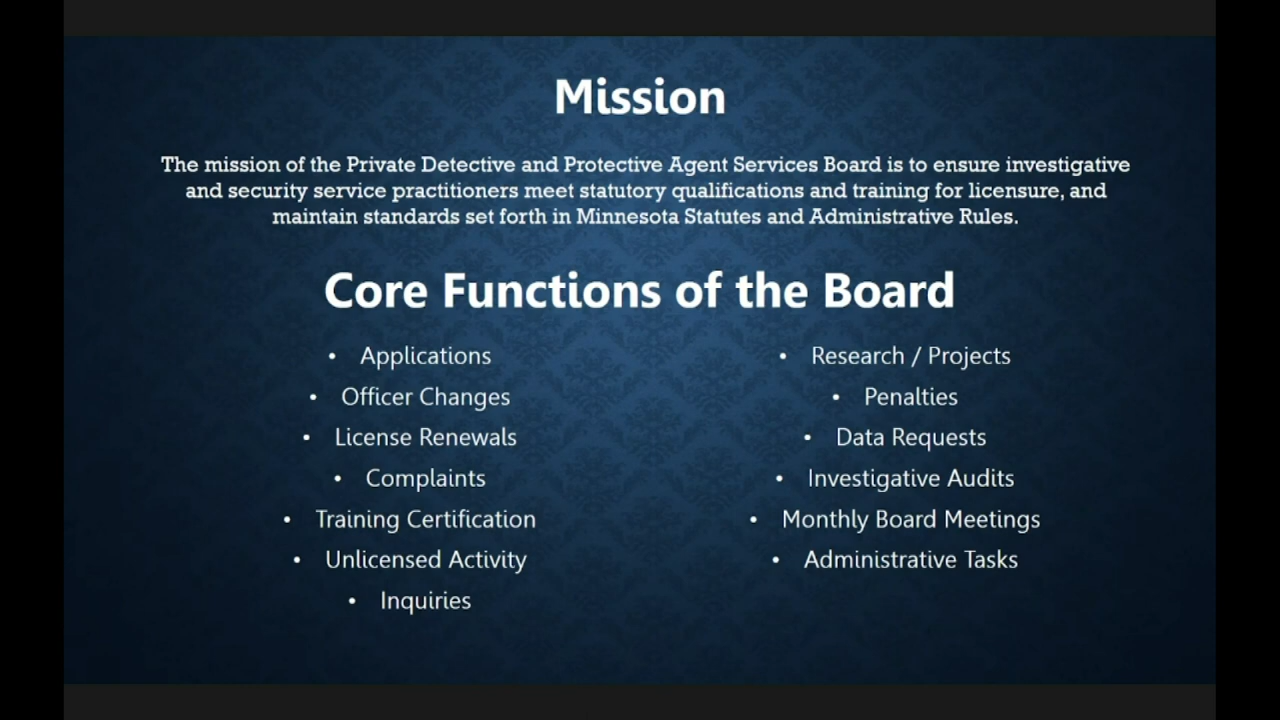 Mission
The mission of the Private Detective and Protective Agent Services Board is to ensure investigative
and security service practitioners meet statutory qualifications and training for licensure, and
maintain standards set forth in Minnesota Statutes and Administrative Rules.
Core Functions of the Board
• Applications
• Officer Changes
• License Renewals
• Complaints
• Training Certification
• Unlicensed Activity
• Inquiries
• Research / Projects
• Penalties
• Data Requests
• Investigative Audits
• Monthly Board Meetings
• Administrative Tasks